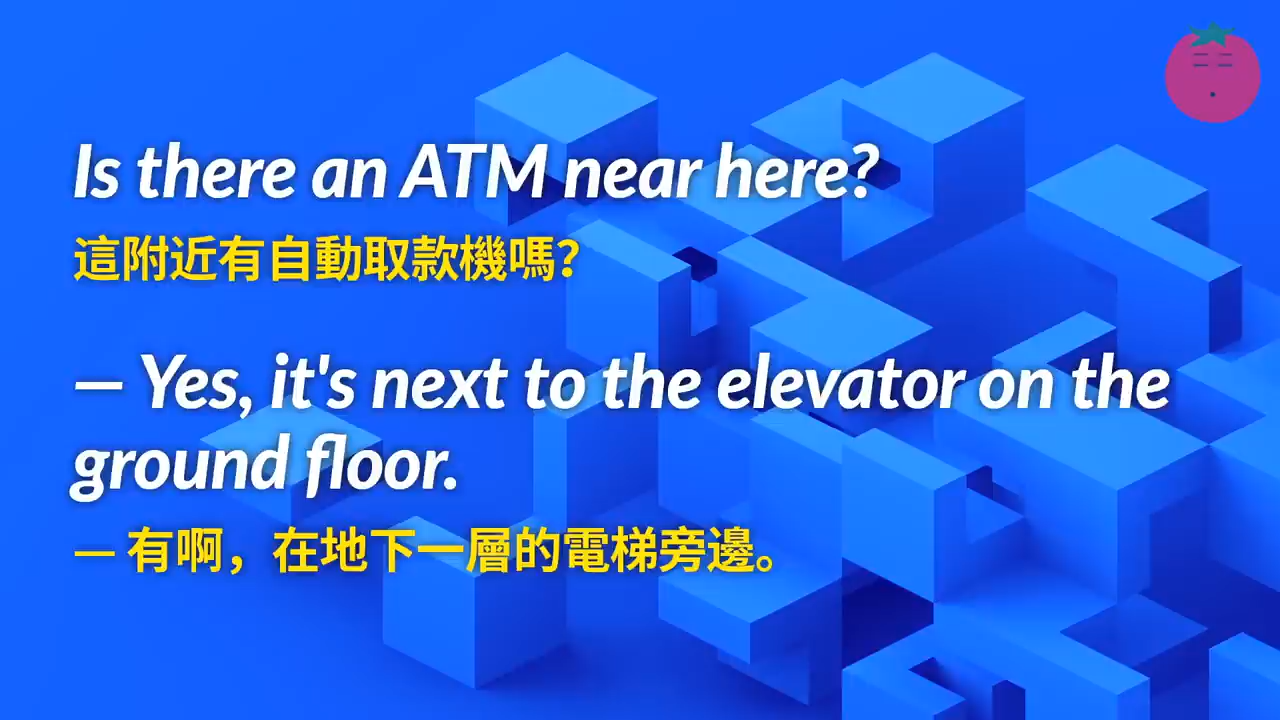 Is there an ATM near here?
這附近有自動取款機嗎？
— Yes, it's next to the elevator on the
ground floor.
— 有啊，在地下一層的電梯旁邊。